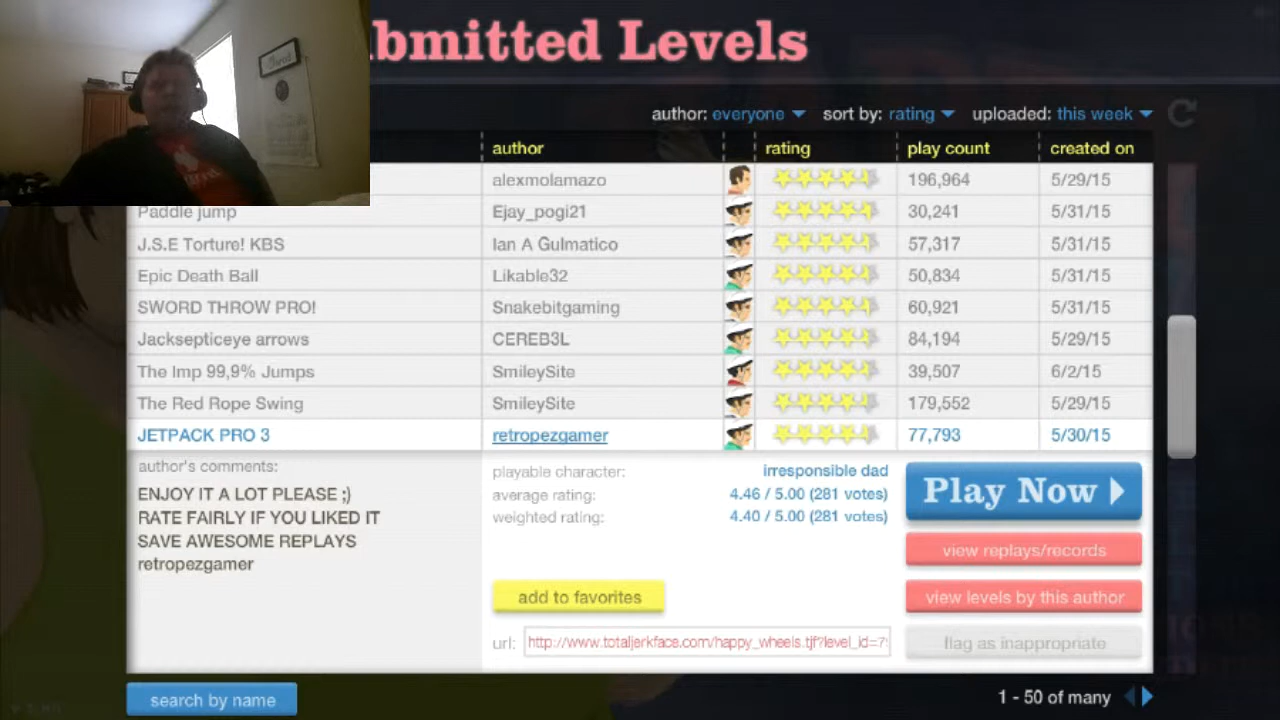 bmitted Levels
author: everyone sort by: rating uploaded: this week
author rating play count created on
alexmolamazo 196,964 5/29/15
Paddle jump Ejay_pogi21 30,241 5/31/15
J.S.E Torture! KBS Ian A Gulmatico 57,317 5/31/15
Epic Death Ball Likable32 50,834 5/31/15
SWORD THROW PRO! Snakebitgaming 60,921 5/31/15
Jacksepticeye arrows CEREB3L 84,194 5/29/15
The Imp 99,9% Jumps SmileySite 39,507 6/2/15
The Red Rope Swing SmileySite 179,552 5/29/15
JETPACK PRO 3 retropezgamer 77,793 5/30/15
author's comments:
ENJOY IT A LOT PLEASE ;)
RATE FAIRLY IF YOU LIKED IT
SAVE AWESOME REPLAYS
retropezgamer
playable character: irresponsible dad
average rating: 4.46 / 5.00 (281 votes)
weighted rating: 4.40 / 5.00 (281 votes)
add to favorites
url: http://www.totaljerkface.com/happy_wheels.tjf?level_id=7
Play Now
view replays/records
view levels by this author
flag as inappropriate
search by name
1 - 50 of many